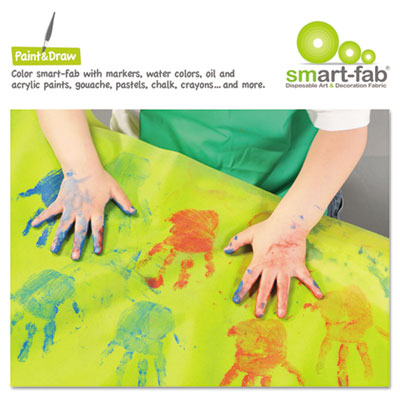 Paint&Draw
Color smart-fab with markers, water colors, oil and
acrylic paints, gouache, pastels, chalk, crayons... and more.
smart-fab®
Disposable Art & Decoration Fabric